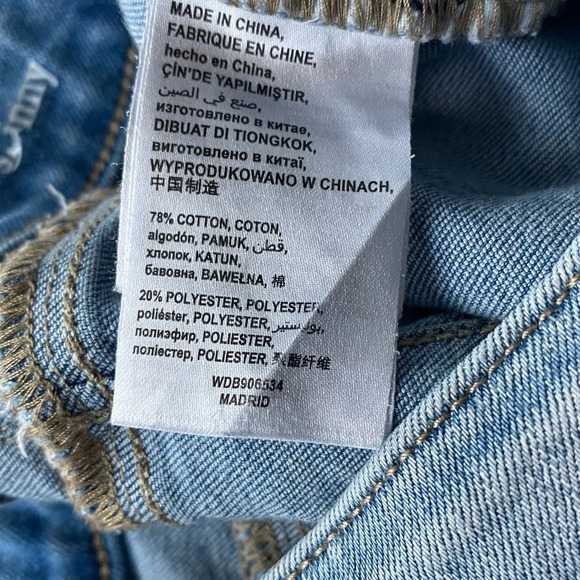 MADE IN CHINA,
FABRIQUE EN CHINE,
hecho en China,
ÇİN'DE YAPILMIŞTIR,
صنع في الصين,
изготовлено в китае,
DIBUAT DI TIONGKOK,
виготовлено в китаї,
WYPRODUKOWANO W CHINACH,
中国制造
78% COTTON, COTON,
algodón, PAMUK, قطن,
хлопок, KATUN,
бавовна, BAWEŁNA, 棉
20% POLYESTER, POLYESTER,
poliéster, POLYESTER, بوليستير,
полиэфир, POLIESTER,
поліестер, POLIESTER, 聚酯纤维
WDB906534
MADRID